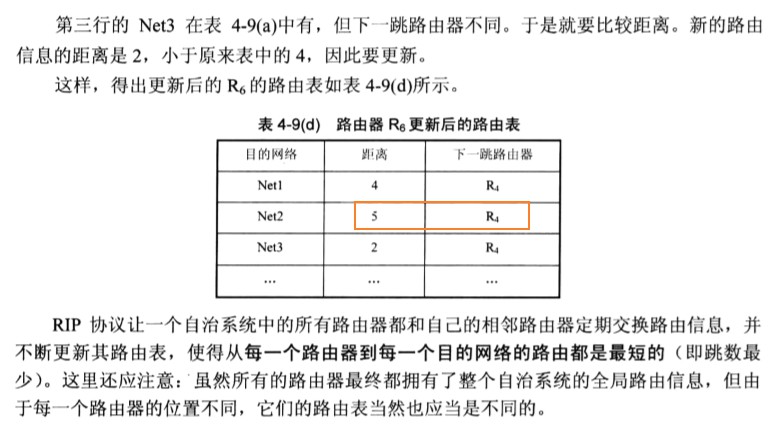 第三行的 Net3 在表 4-9(a)中有，但下一跳路由器不同。于是就要比较距离。新的路由
信息的距离是 2，小于原来表中的 4，因此要更新。
这样，得出更新后的 R₆ 的路由表如表 4-9(d)所示。
表 4-9(d) 路由器 R₆ 更新后的路由表
目的网络 距离 下一跳路由器
Net1 4 R₄
Net2 5 R₄
Net3 2 R₄
… … …
RIP 协议让一个自治系统中的所有路由器都和自己的相邻路由器定期交换路由信息，并
不断更新其路由表，使得从每一个路由器到每一个目的网络的路由都是最短的（即跳数最
少）。这里还应注意：虽然所有的路由器最终都拥有了整个自治系统的全局路由信息，但由
于每一个路由器的位置不同，它们的路由表当然也应当是不同的。